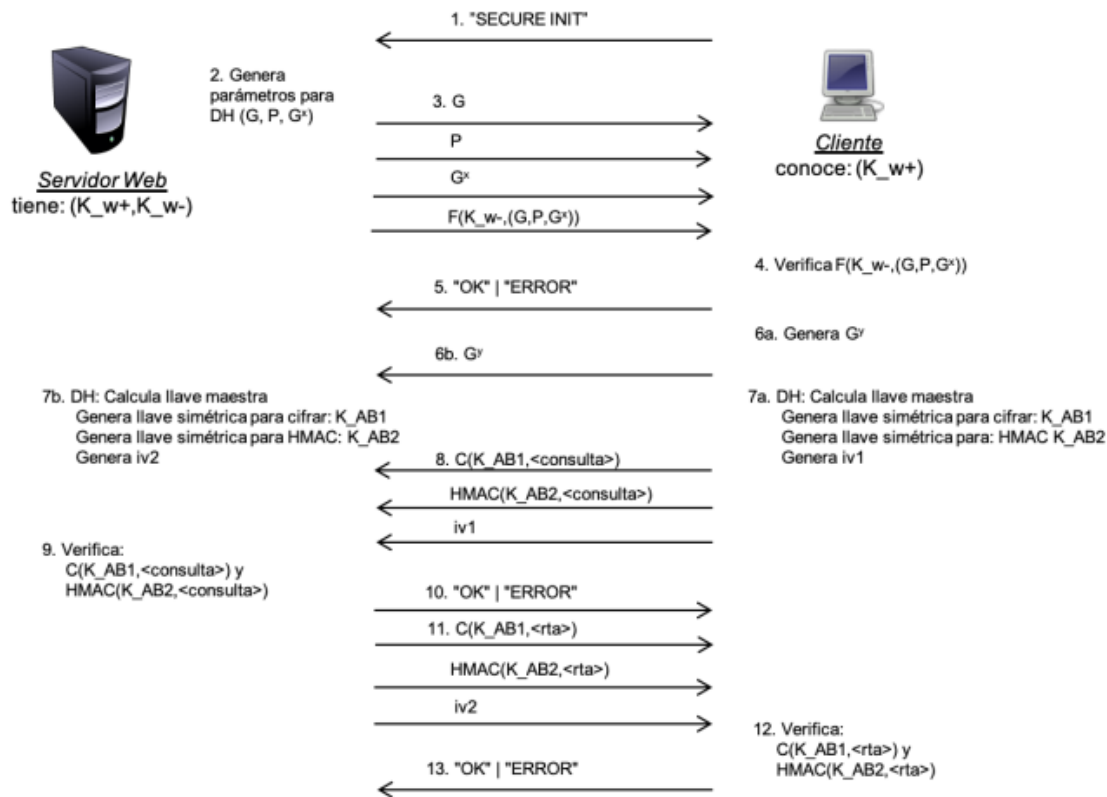 1. "SECURE INIT"
2. Genera
parámetros para
DH (G, P, Gˣ)
3. G
P
Gˣ
F(K_w-,(G,P,Gˣ))
Servidor Web
tiene: (K_w+,K_w-)
Cliente
conoce: (K_w+)
4. Verifica F(K_w-,(G,P,Gˣ))
5. "OK" | "ERROR"
6a. Genera Gʸ
6b. Gʸ
7b. DH: Calcula llave maestra
Genera llave simétrica para cifrar: K_AB1
Genera llave simétrica para HMAC: K_AB2
Genera iv2
7a. DH: Calcula llave maestra
Genera llave simétrica para cifrar: K_AB1
Genera llave simétrica para: HMAC K_AB2
Genera iv1
8. C(K_AB1,<consulta>)
HMAC(K_AB2,<consulta>)
iv1
9. Verifica:
C(K_AB1,<consulta>) y
HMAC(K_AB2,<consulta>)
10. "OK" | "ERROR"
11. C(K_AB1,<rta>)
HMAC(K_AB2,<rta>)
iv2
12. Verifica:
C(K_AB1,<rta>) y
HMAC(K_AB2,<rta>)
13. "OK" | "ERROR"